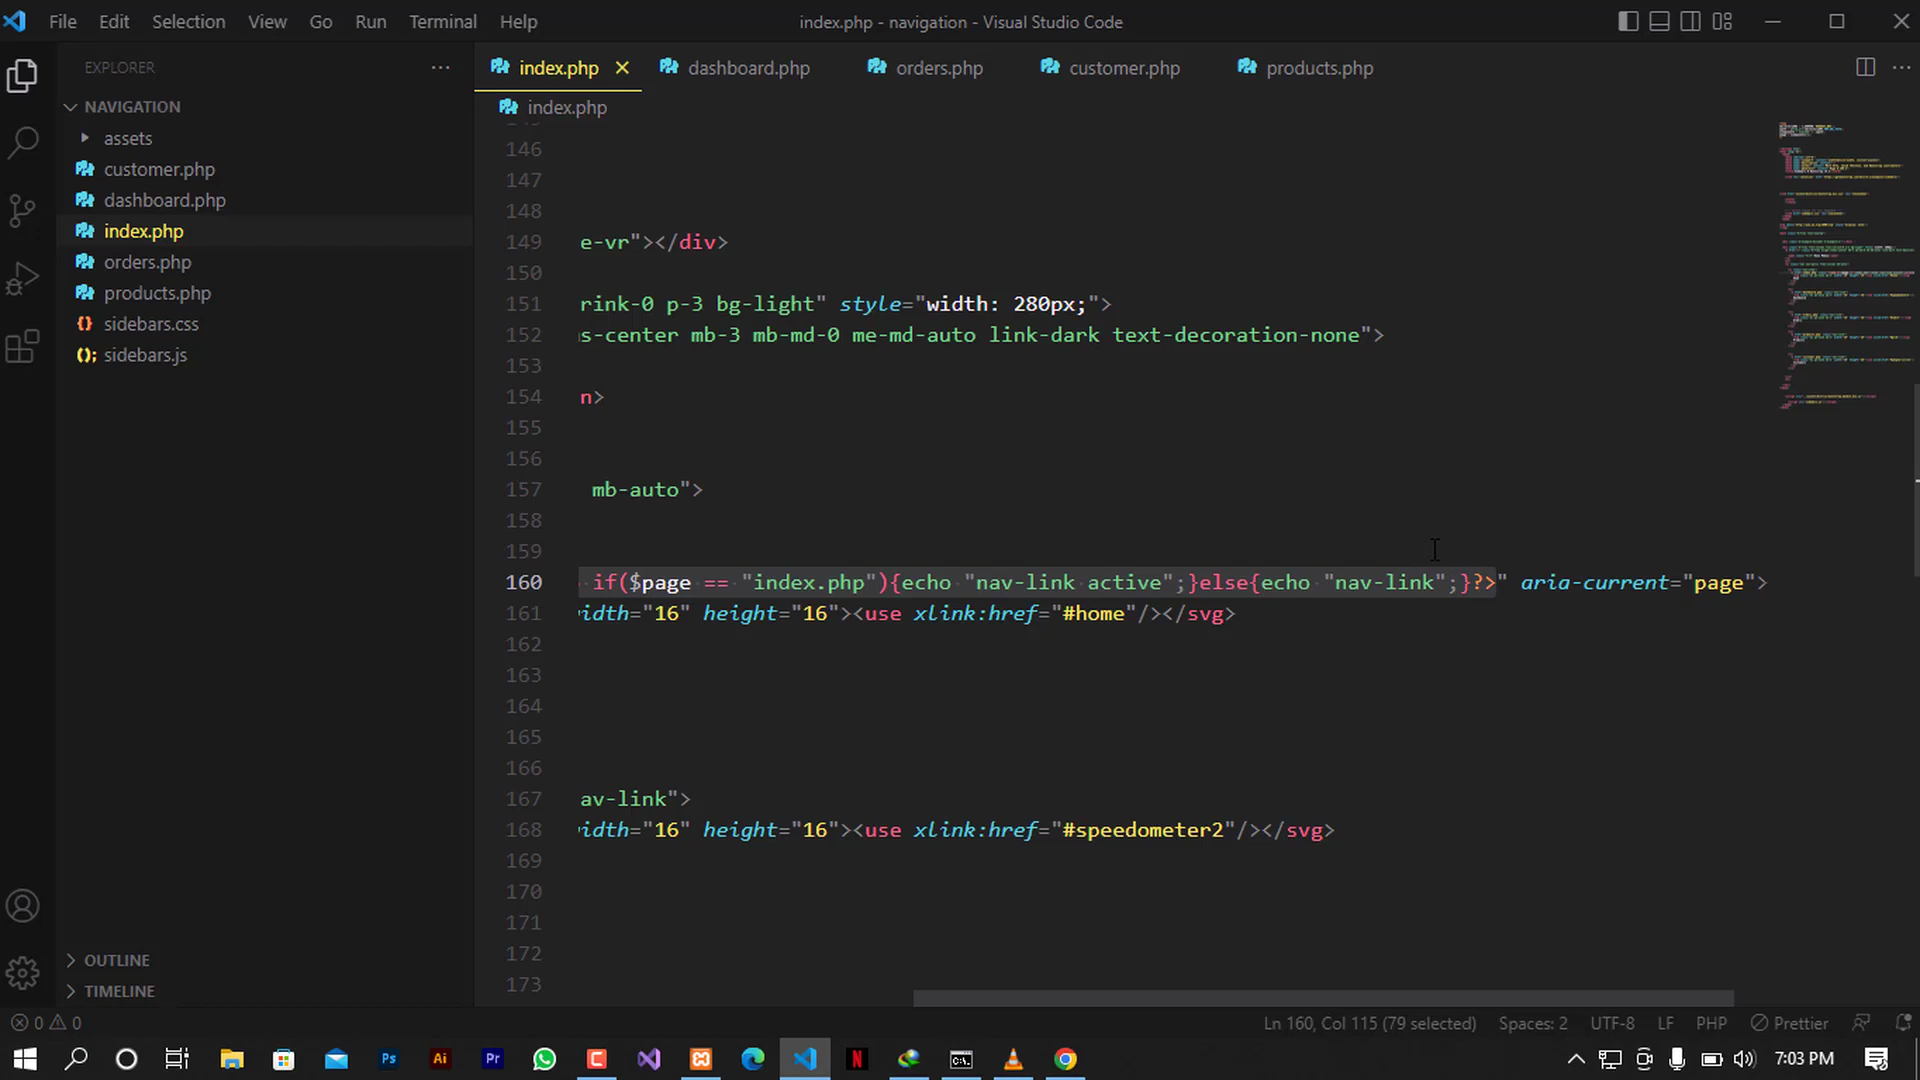 File Edit Selection View Go Run Terminal Help
index.php - navigation - Visual Studio Code
EXPLORER
NAVIGATION
assets
customer.php
dashboard.php
index.php
orders.php
products.php
sidebars.css
sidebars.js
OUTLINE
TIMELINE
index.php dashboard.php orders.php customer.php products.php
index.php
146
147
148
149 e-vr"></div>
150
151 rink-0 p-3 bg-light" style="width: 280px;">
152 s-center mb-3 mb-md-0 me-md-auto link-dark text-decoration-none">
153
154 n>
155
156
157 mb-auto">
158
159
160 if($page == "index.php"){echo "nav-link active";}else{echo "nav-link";}?>" aria-current="page">
161 idth="16" height="16"><use xlink:href="#home"/></svg>
162
163
164
165
166
167 av-link">
168 idth="16" height="16"><use xlink:href="#speedometer2"/></svg>
169
170
171
172
173
0 0
Ln 160, Col 115 (79 selected) Spaces: 2 UTF-8 LF PHP Prettier
Ps Ai Pr C N
7:03 PM